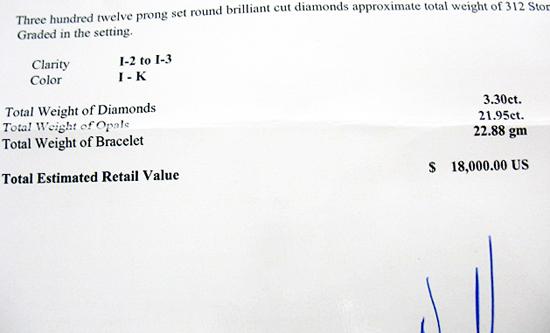 Three hundred twelve prong set round brilliant cut diamonds approximate total weight of 312 Ston
Graded in the setting.
Clarity I-2 to I-3
Color I - K
Total Weight of Diamonds 3.30ct.
Total Weight of Opals 21.95ct.
Total Weight of Bracelet 22.88 gm
Total Estimated Retail Value $ 18,000.00 US